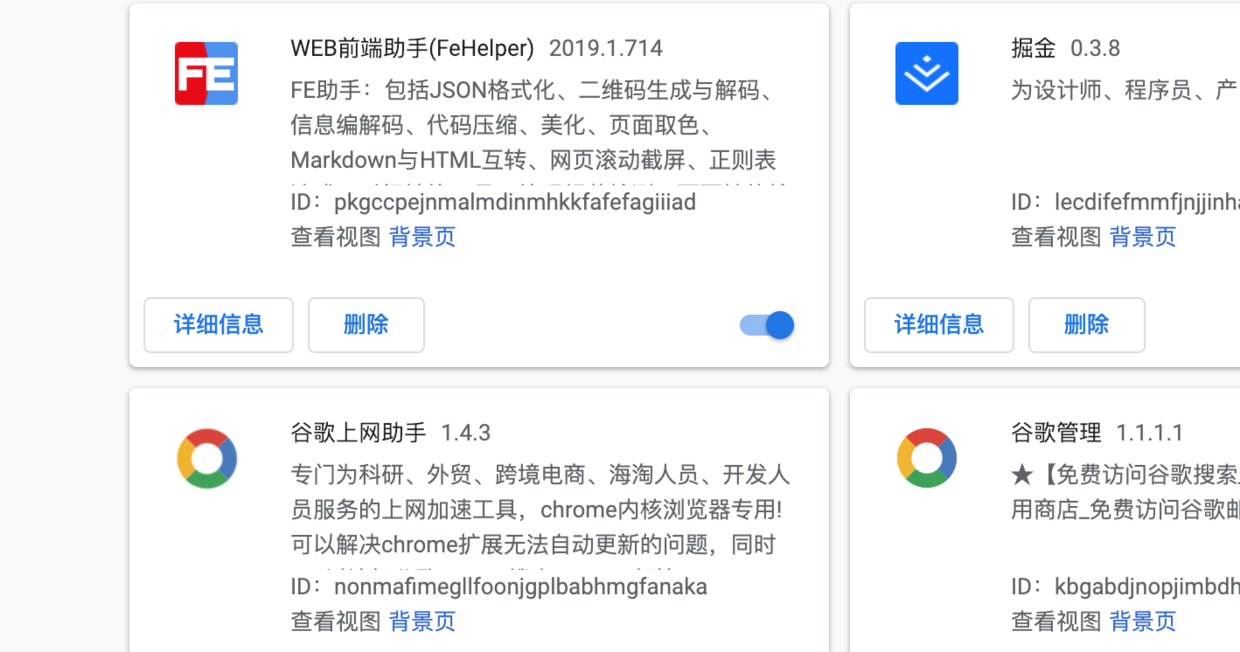 FE
WEB前端助手(FeHelper) 2019.1.714
FE助手：包括JSON格式化、二维码生成与解码、
信息编解码、代码压缩、美化、页面取色、
Markdown与HTML互转、网页滚动截屏、正则表
ID：pkgccpejnmalmdinmhkkfafefagiiiad
查看视图 背景页
详细信息 删除
掘金 0.3.8
为设计师、程序员、产
ID：lecdifefmmfjnjjinh
查看视图 背景页
详细信息 删除
谷歌上网助手 1.4.3
专门为科研、外贸、跨境电商、海淘人员、开发人
员服务的上网加速工具，chrome内核浏览器专用!
可以解决chrome扩展无法自动更新的问题，同时
ID：nonmafimegllfoonjgplbabhmgfanaka
查看视图 背景页
谷歌管理 1.1.1.1
★【免费访问谷歌搜索
用商店_免费访问谷歌邮
ID：kbgabdjnopjimbdh
查看视图 背景页